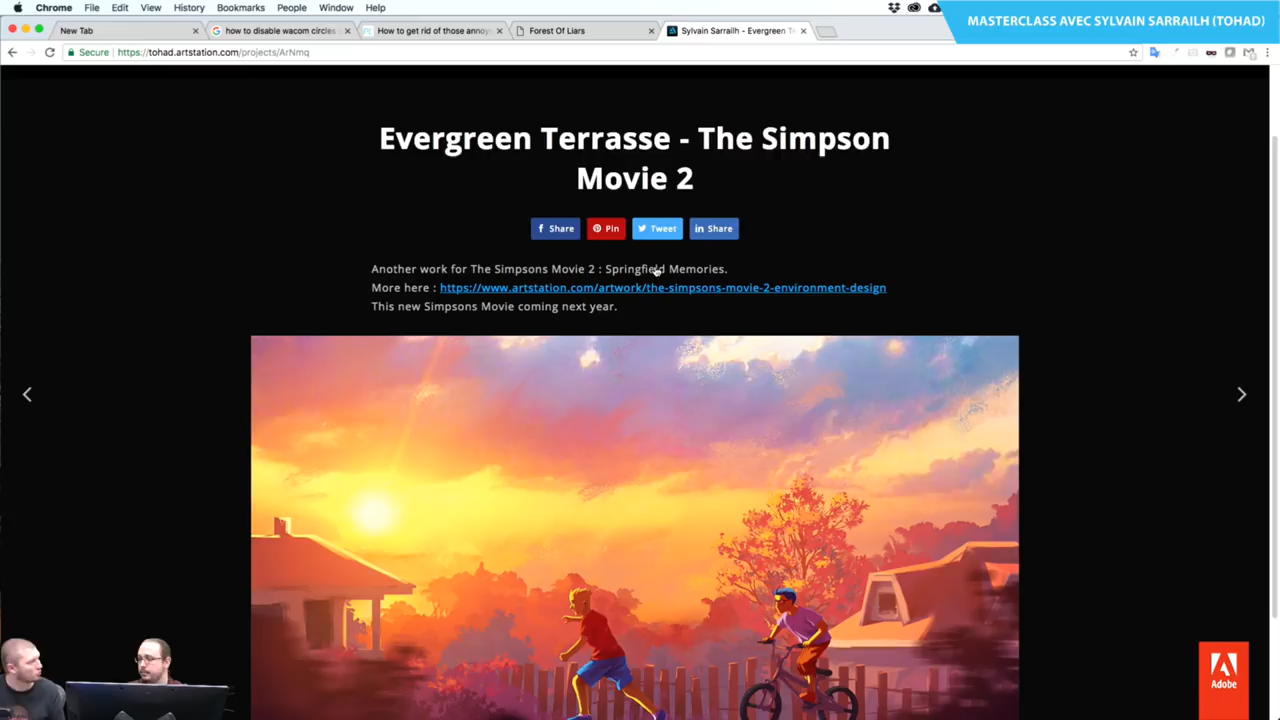 Chrome File Edit View History Bookmarks People Window Help
MASTERCLASS AVEC SYLVAIN SARRAILH (TOHAD)
New Tab
how to disable wacom circles
How to get rid of those annoy
Forest Of Liars
Sylvain Sarrailh - Evergreen Te
Secure https://tohad.artstation.com/projects/ArNmq
Evergreen Terrasse - The Simpson
Movie 2
Share
Pin
Tweet
Share
Another work for The Simpsons Movie 2 : Springfield Memories.
More here : https://www.artstation.com/artwork/the-simpsons-movie-2-environment-design
This new Simpsons Movie coming next year.
Adobe